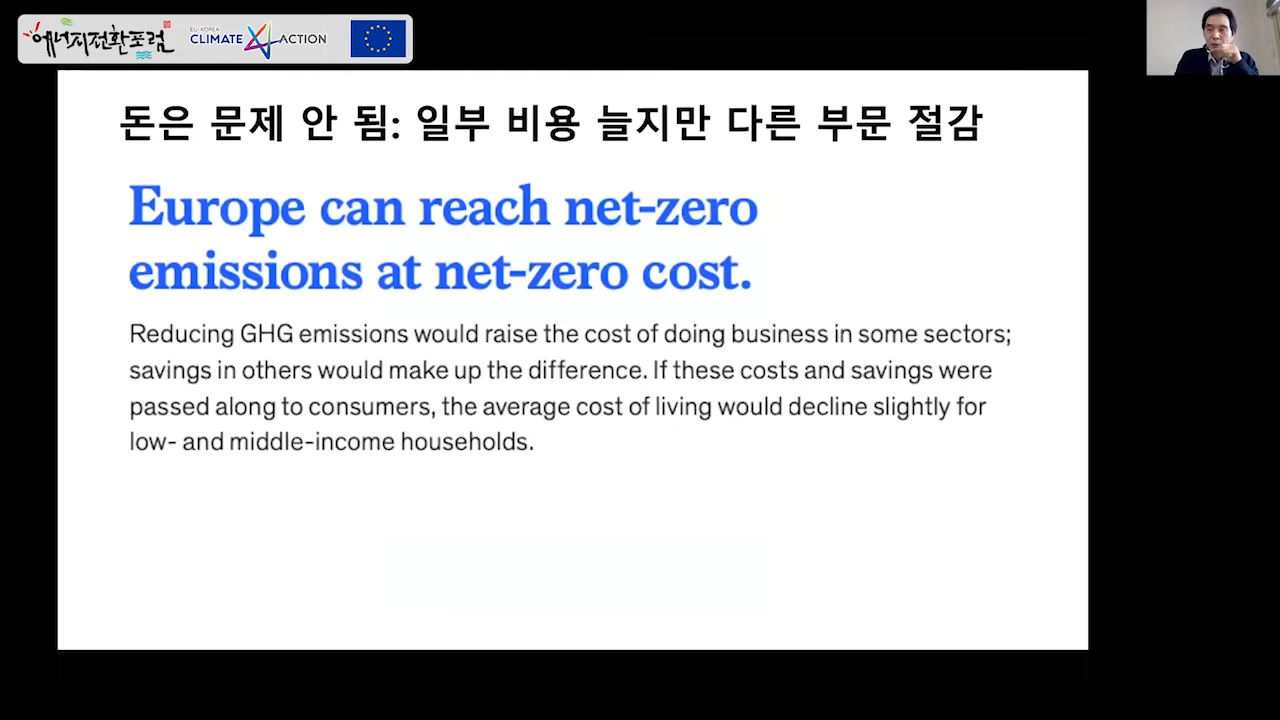 에너지전환포럼
EU-KOREA
CLIMATE ACTION
돈은 문제 안 됨: 일부 비용 늘지만 다른 부문 절감
Europe can reach net-zero
emissions at net-zero cost.
Reducing GHG emissions would raise the cost of doing business in some sectors;
savings in others would make up the difference. If these costs and savings were
passed along to consumers, the average cost of living would decline slightly for
low- and middle-income households.